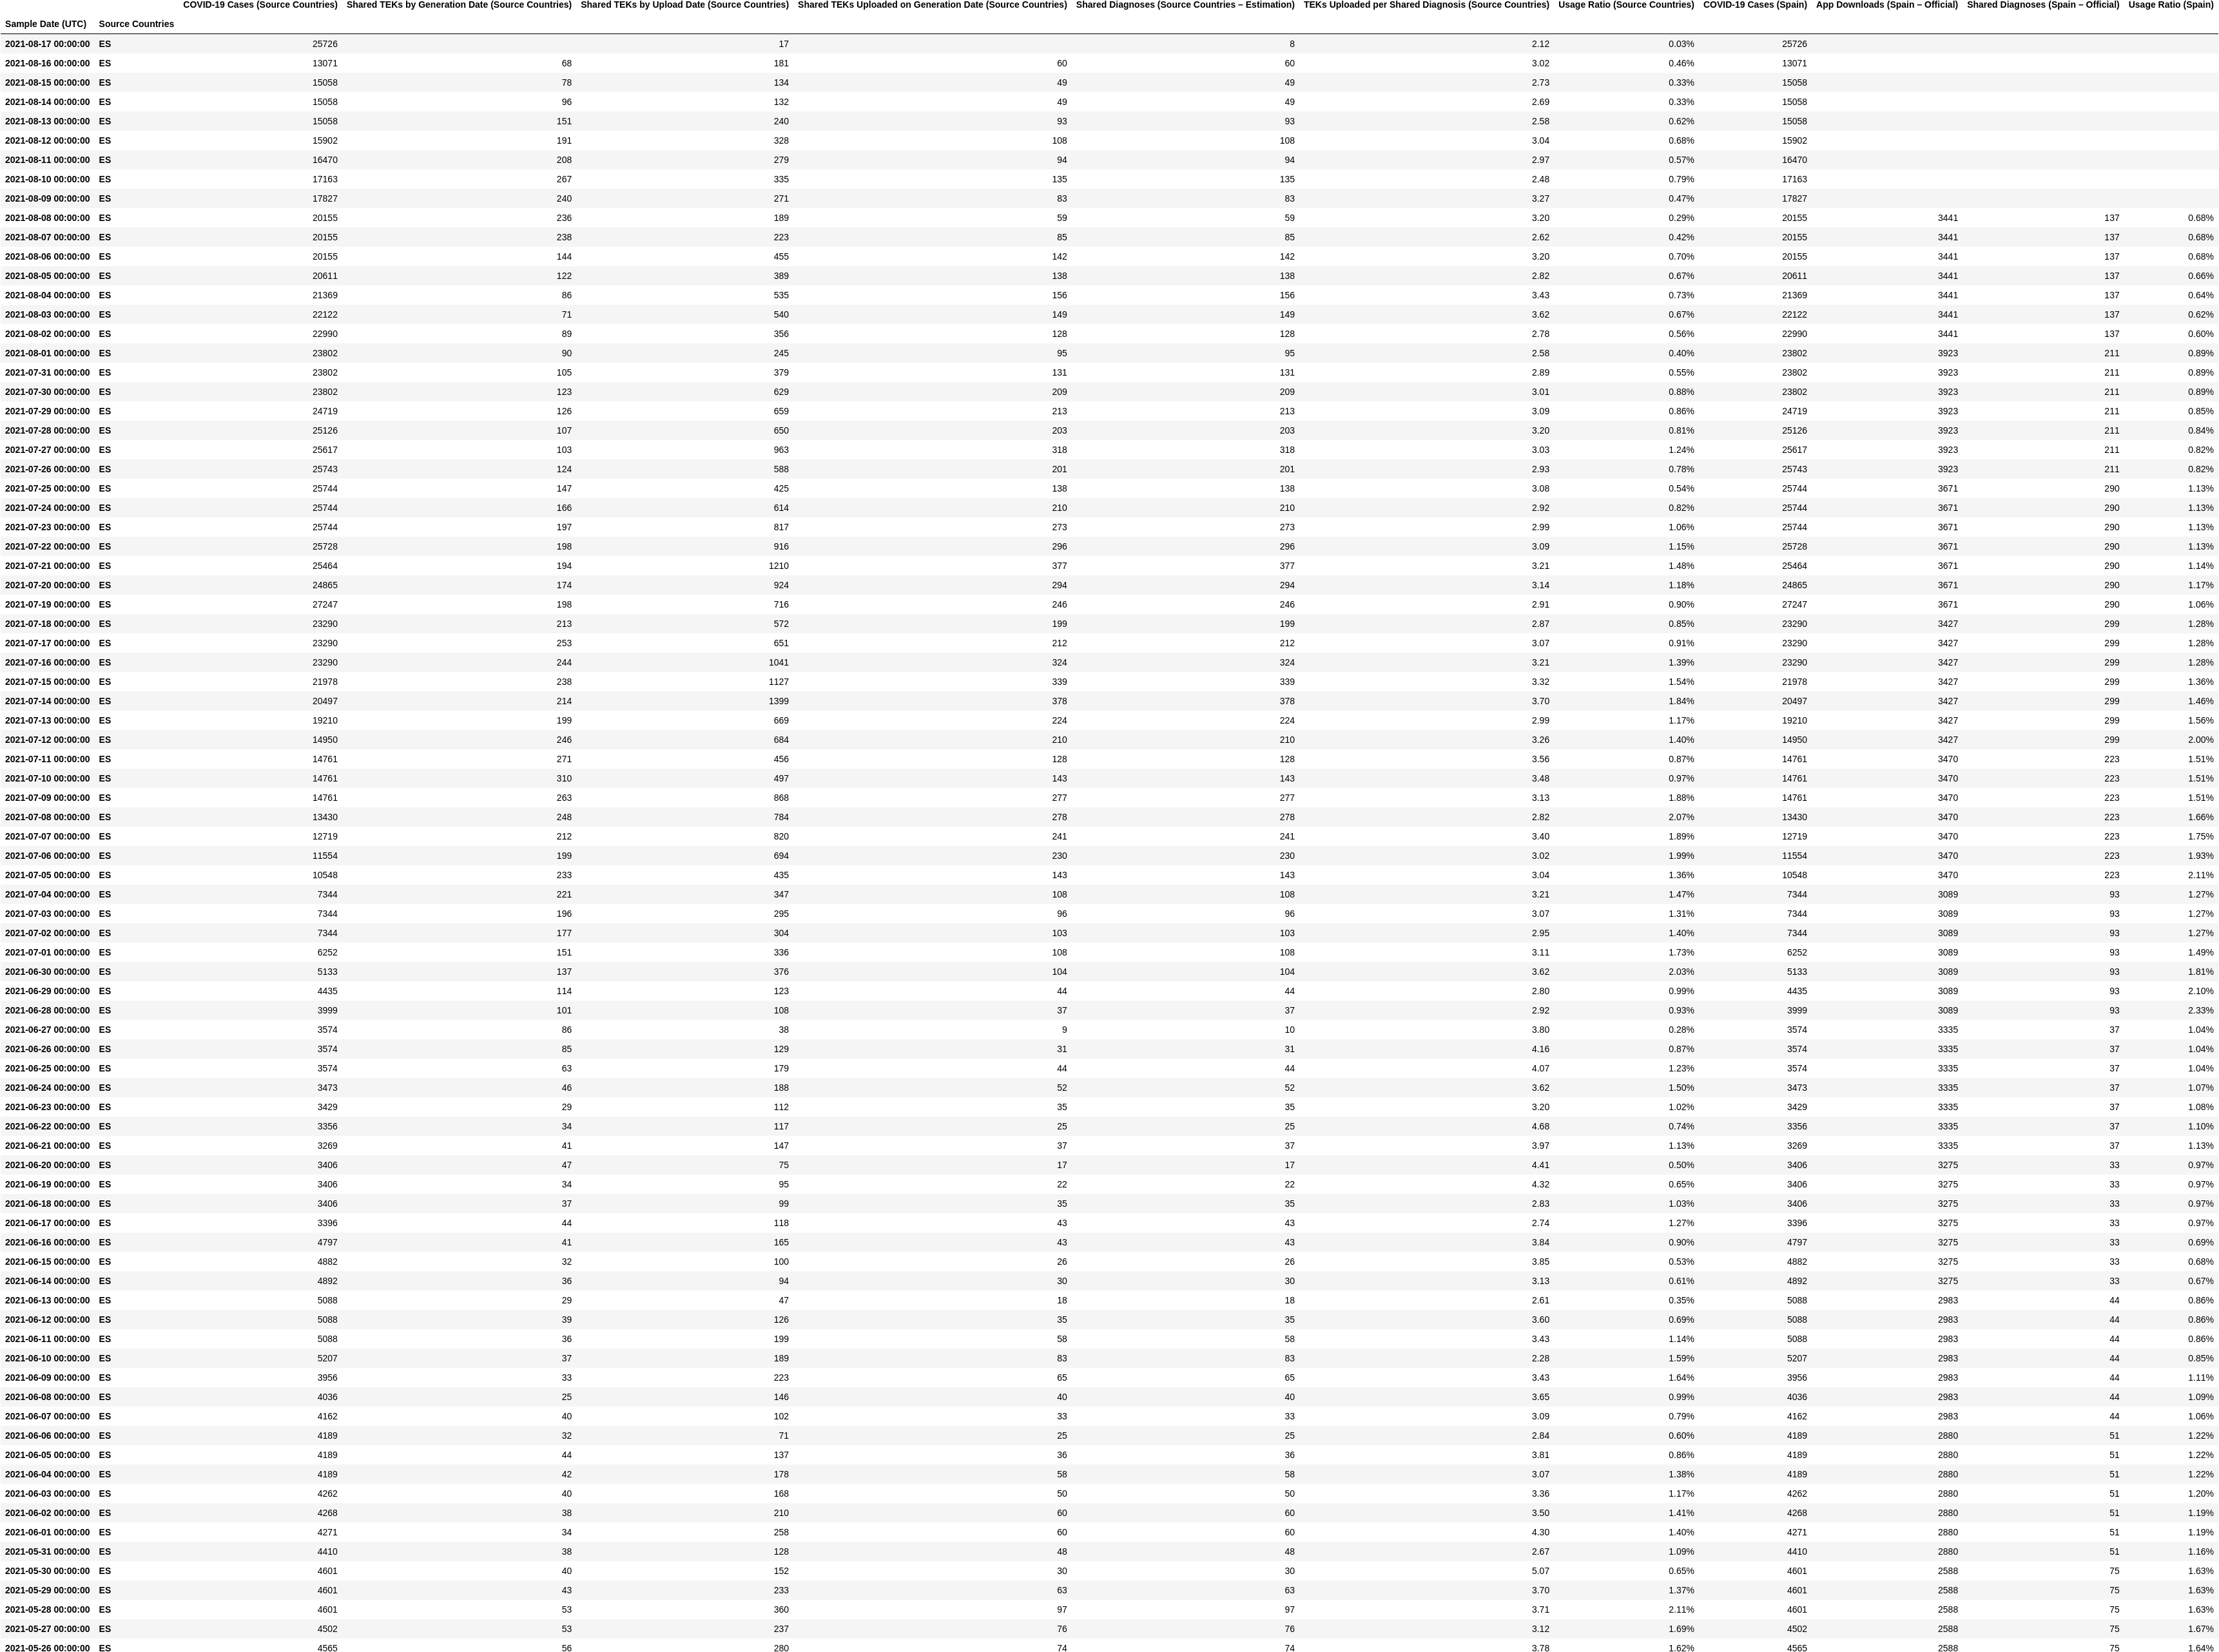 COVID-19 Cases (Source Countries) Shared TEKs by Generation Date (Source Countries) Shared TEKs by Upload Date (Source Countries) Shared TEKs Uploaded on Generation Date (Source Countries) Shared Diagnoses (Source Countries – Estimation) TEKs Uploaded per Shared Diagnosis (Source Countries) Usage Ratio (Source Countries) COVID-19 Cases (Spain) App Downloads (Spain – Official) Shared Diagnoses (Spain – Official) Usage Ratio (Spain)
Sample Date (UTC) Source Countries
2021-08-17 00:00:00 ES 25726 17 8 2.12 0.03% 25726
2021-08-16 00:00:00 ES 13071 68 181 60 60 3.02 0.46% 13071
2021-08-15 00:00:00 ES 15058 78 134 49 49 2.73 0.33% 15058
2021-08-14 00:00:00 ES 15058 96 132 49 49 2.69 0.33% 15058
2021-08-13 00:00:00 ES 15058 151 240 93 93 2.58 0.62% 15058
2021-08-12 00:00:00 ES 15902 191 328 108 108 3.04 0.68% 15902
2021-08-11 00:00:00 ES 16470 208 279 94 94 2.97 0.57% 16470
2021-08-10 00:00:00 ES 17163 267 335 135 135 2.48 0.79% 17163
2021-08-09 00:00:00 ES 17827 240 271 83 83 3.27 0.47% 17827
2021-08-08 00:00:00 ES 20155 236 189 59 59 3.20 0.29% 20155 3441 137 0.68%
2021-08-07 00:00:00 ES 20155 238 223 85 85 2.62 0.42% 20155 3441 137 0.68%
2021-08-06 00:00:00 ES 20155 144 455 142 142 3.20 0.70% 20155 3441 137 0.68%
2021-08-05 00:00:00 ES 20611 122 389 138 138 2.82 0.67% 20611 3441 137 0.66%
2021-08-04 00:00:00 ES 21369 86 535 156 156 3.43 0.73% 21369 3441 137 0.64%
2021-08-03 00:00:00 ES 22122 71 540 149 149 3.62 0.67% 22122 3441 137 0.62%
2021-08-02 00:00:00 ES 22990 89 356 128 128 2.78 0.56% 22990 3441 137 0.60%
2021-08-01 00:00:00 ES 23802 90 245 95 95 2.58 0.40% 23802 3923 211 0.89%
2021-07-31 00:00:00 ES 23802 105 379 131 131 2.89 0.55% 23802 3923 211 0.89%
2021-07-30 00:00:00 ES 23802 123 629 209 209 3.01 0.88% 23802 3923 211 0.89%
2021-07-29 00:00:00 ES 24719 126 659 213 213 3.09 0.86% 24719 3923 211 0.85%
2021-07-28 00:00:00 ES 25126 107 650 203 203 3.20 0.81% 25126 3923 211 0.84%
2021-07-27 00:00:00 ES 25617 103 963 318 318 3.03 1.24% 25617 3923 211 0.82%
2021-07-26 00:00:00 ES 25743 124 588 201 201 2.93 0.78% 25743 3923 211 0.82%
2021-07-25 00:00:00 ES 25744 147 425 138 138 3.08 0.54% 25744 3671 290 1.13%
2021-07-24 00:00:00 ES 25744 166 614 210 210 2.92 0.82% 25744 3671 290 1.13%
2021-07-23 00:00:00 ES 25744 197 817 273 273 2.99 1.06% 25744 3671 290 1.13%
2021-07-22 00:00:00 ES 25728 198 916 296 296 3.09 1.15% 25728 3671 290 1.13%
2021-07-21 00:00:00 ES 25464 194 1210 377 377 3.21 1.48% 25464 3671 290 1.14%
2021-07-20 00:00:00 ES 24865 174 924 294 294 3.14 1.18% 24865 3671 290 1.17%
2021-07-19 00:00:00 ES 27247 198 716 246 246 2.91 0.90% 27247 3671 290 1.06%
2021-07-18 00:00:00 ES 23290 213 572 199 199 2.87 0.85% 23290 3427 299 1.28%
2021-07-17 00:00:00 ES 23290 253 651 212 212 3.07 0.91% 23290 3427 299 1.28%
2021-07-16 00:00:00 ES 23290 244 1041 324 324 3.21 1.39% 23290 3427 299 1.28%
2021-07-15 00:00:00 ES 21978 238 1127 339 339 3.32 1.54% 21978 3427 299 1.36%
2021-07-14 00:00:00 ES 20497 214 1399 378 378 3.70 1.84% 20497 3427 299 1.46%
2021-07-13 00:00:00 ES 19210 199 669 224 224 2.99 1.17% 19210 3427 299 1.56%
2021-07-12 00:00:00 ES 14950 246 684 210 210 3.26 1.40% 14950 3427 299 2.00%
2021-07-11 00:00:00 ES 14761 271 456 128 128 3.56 0.87% 14761 3470 223 1.51%
2021-07-10 00:00:00 ES 14761 310 497 143 143 3.48 0.97% 14761 3470 223 1.51%
2021-07-09 00:00:00 ES 14761 263 868 277 277 3.13 1.88% 14761 3470 223 1.51%
2021-07-08 00:00:00 ES 13430 248 784 278 278 2.82 2.07% 13430 3470 223 1.66%
2021-07-07 00:00:00 ES 12719 212 820 241 241 3.40 1.89% 12719 3470 223 1.75%
2021-07-06 00:00:00 ES 11554 199 694 230 230 3.02 1.99% 11554 3470 223 1.93%
2021-07-05 00:00:00 ES 10548 233 435 143 143 3.04 1.36% 10548 3470 223 2.11%
2021-07-04 00:00:00 ES 7344 221 347 108 108 3.21 1.47% 7344 3089 93 1.27%
2021-07-03 00:00:00 ES 7344 196 295 96 96 3.07 1.31% 7344 3089 93 1.27%
2021-07-02 00:00:00 ES 7344 177 304 103 103 2.95 1.40% 7344 3089 93 1.27%
2021-07-01 00:00:00 ES 6252 151 336 108 108 3.11 1.73% 6252 3089 93 1.49%
2021-06-30 00:00:00 ES 5133 137 376 104 104 3.62 2.03% 5133 3089 93 1.81%
2021-06-29 00:00:00 ES 4435 114 123 44 44 2.80 0.99% 4435 3089 93 2.10%
2021-06-28 00:00:00 ES 3999 101 108 37 37 2.92 0.93% 3999 3089 93 2.33%
2021-06-27 00:00:00 ES 3574 86 38 9 10 3.80 0.28% 3574 3335 37 1.04%
2021-06-26 00:00:00 ES 3574 85 129 31 31 4.16 0.87% 3574 3335 37 1.04%
2021-06-25 00:00:00 ES 3574 63 179 44 44 4.07 1.23% 3574 3335 37 1.04%
2021-06-24 00:00:00 ES 3473 46 188 52 52 3.62 1.50% 3473 3335 37 1.07%
2021-06-23 00:00:00 ES 3429 29 112 35 35 3.20 1.02% 3429 3335 37 1.08%
2021-06-22 00:00:00 ES 3356 34 117 25 25 4.68 0.74% 3356 3335 37 1.10%
2021-06-21 00:00:00 ES 3269 41 147 37 37 3.97 1.13% 3269 3335 37 1.13%
2021-06-20 00:00:00 ES 3406 47 75 17 17 4.41 0.50% 3406 3275 33 0.97%
2021-06-19 00:00:00 ES 3406 34 95 22 22 4.32 0.65% 3406 3275 33 0.97%
2021-06-18 00:00:00 ES 3406 37 99 35 35 2.83 1.03% 3406 3275 33 0.97%
2021-06-17 00:00:00 ES 3396 44 118 43 43 2.74 1.27% 3396 3275 33 0.97%
2021-06-16 00:00:00 ES 4797 41 165 43 43 3.84 0.90% 4797 3275 33 0.69%
2021-06-15 00:00:00 ES 4882 32 100 26 26 3.85 0.53% 4882 3275 33 0.68%
2021-06-14 00:00:00 ES 4892 36 94 30 30 3.13 0.61% 4892 3275 33 0.67%
2021-06-13 00:00:00 ES 5088 29 47 18 18 2.61 0.35% 5088 2983 44 0.86%
2021-06-12 00:00:00 ES 5088 39 126 35 35 3.60 0.69% 5088 2983 44 0.86%
2021-06-11 00:00:00 ES 5088 36 199 58 58 3.43 1.14% 5088 2983 44 0.86%
2021-06-10 00:00:00 ES 5207 37 189 83 83 2.28 1.59% 5207 2983 44 0.85%
2021-06-09 00:00:00 ES 3956 33 223 65 65 3.43 1.64% 3956 2983 44 1.11%
2021-06-08 00:00:00 ES 4036 25 146 40 40 3.65 0.99% 4036 2983 44 1.09%
2021-06-07 00:00:00 ES 4162 40 102 33 33 3.09 0.79% 4162 2983 44 1.06%
2021-06-06 00:00:00 ES 4189 32 71 25 25 2.84 0.60% 4189 2880 51 1.22%
2021-06-05 00:00:00 ES 4189 44 137 36 36 3.81 0.86% 4189 2880 51 1.22%
2021-06-04 00:00:00 ES 4189 42 178 58 58 3.07 1.38% 4189 2880 51 1.22%
2021-06-03 00:00:00 ES 4262 40 168 50 50 3.36 1.17% 4262 2880 51 1.20%
2021-06-02 00:00:00 ES 4268 38 210 60 60 3.50 1.41% 4268 2880 51 1.19%
2021-06-01 00:00:00 ES 4271 34 258 60 60 4.30 1.40% 4271 2880 51 1.19%
2021-05-31 00:00:00 ES 4410 38 128 48 48 2.67 1.09% 4410 2880 51 1.16%
2021-05-30 00:00:00 ES 4601 40 152 30 30 5.07 0.65% 4601 2588 75 1.63%
2021-05-29 00:00:00 ES 4601 43 233 63 63 3.70 1.37% 4601 2588 75 1.63%
2021-05-28 00:00:00 ES 4601 53 360 97 97 3.71 2.11% 4601 2588 75 1.63%
2021-05-27 00:00:00 ES 4502 53 237 76 76 3.12 1.69% 4502 2588 75 1.67%
2021-05-26 00:00:00 ES 4565 56 280 74 74 3.78 1.62% 4565 2588 75 1.64%